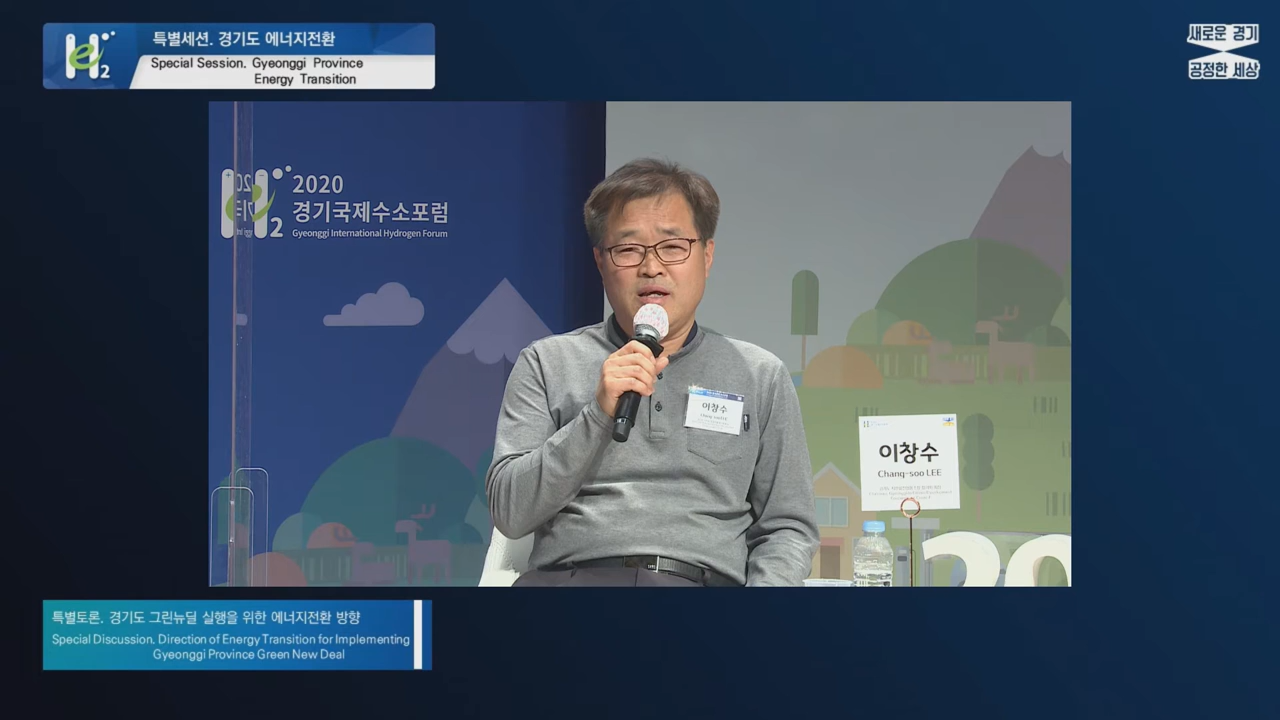 특별세션. 경기도 에너지전환
Special Session. Gyeonggi Province
Energy Transition
새로운 경기
공정한 세상
2020
경기국제수소포럼
Gyeonggi International Hydrogen Forum
이창수
이창수
Chang-soo LEE
20
특별토론. 경기도 그린뉴딜 실행을 위한 에너지전환 방향
Special Discussion. Direction of Energy Transition for Implementing
Gyeonggi Province Green New Deal